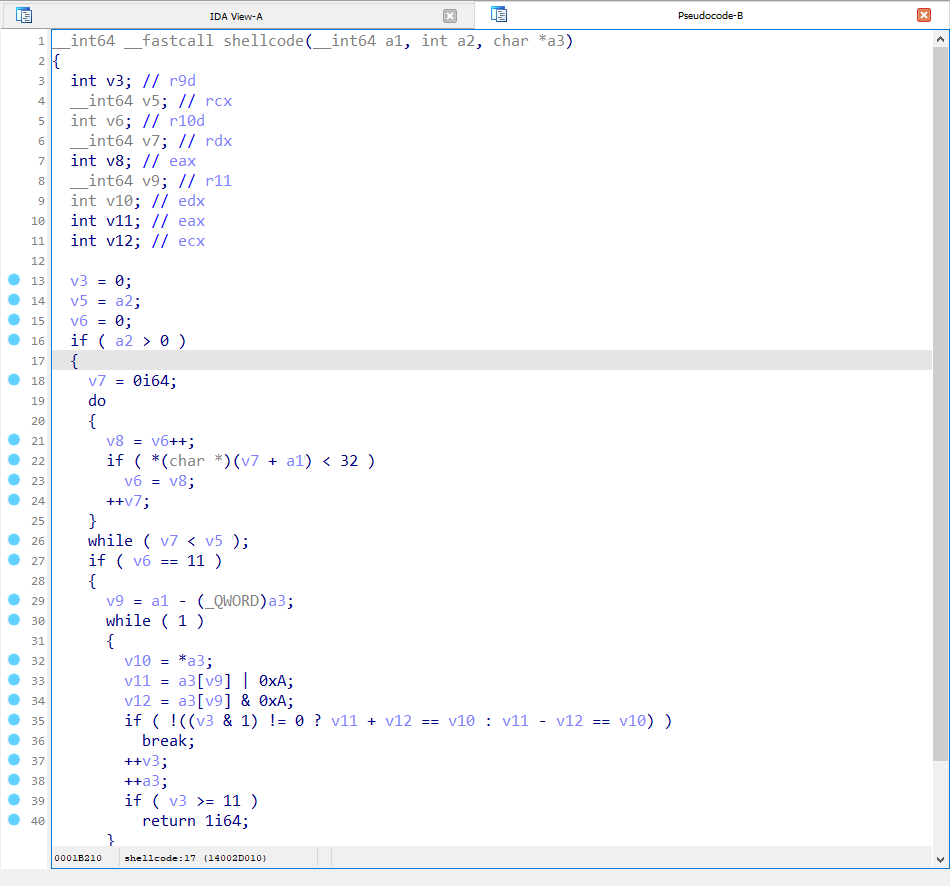 IDA View-A
Pseudocode-B
1 __int64 __fastcall shellcode(__int64 a1, int a2, char *a3)
2 {
3 int v3; // r9d
4 __int64 v5; // rcx
5 int v6; // r10d
6 __int64 v7; // rdx
7 int v8; // eax
8 __int64 v9; // r11
9 int v10; // edx
10 int v11; // eax
11 int v12; // ecx
12
13 v3 = 0;
14 v5 = a2;
15 v6 = 0;
16 if ( a2 > 0 )
17 {
18 v7 = 0i64;
19 do
20 {
21 v8 = v6++;
22 if ( *(char *)(v7 + a1) < 32 )
23 v6 = v8;
24 ++v7;
25 }
26 while ( v7 < v5 );
27 if ( v6 == 11 )
28 {
29 v9 = a1 - (_QWORD)a3;
30 while ( 1 )
31 {
32 v10 = *a3;
33 v11 = a3[v9] | 0xA;
34 v12 = a3[v9] & 0xA;
35 if ( !((v3 & 1) != 0 ? v11 + v12 == v10 : v11 - v12 == v10) )
36 break;
37 ++v3;
38 ++a3;
39 if ( v3 >= 11 )
40 return 1i64;
}
0001B210 shellcode:17 (14002D010)